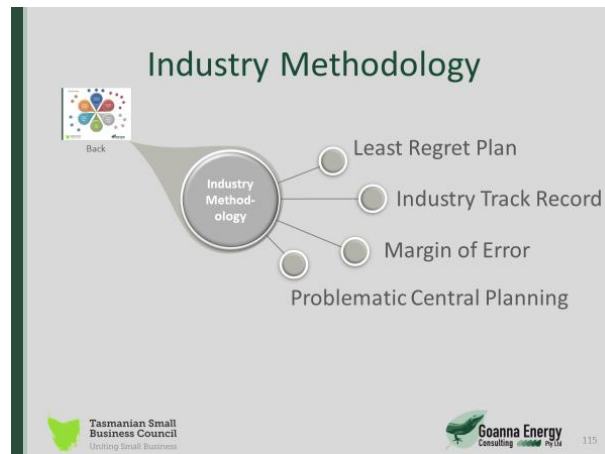 Industry Methodology
Back
Industry
Method-
ology
Least Regret Plan
Industry Track Record
Margin of Error
Problematic Central Planning
Tasmanian Small
Business Council
Uniting Small Business
Goanna Energy
Consulting Pty Ltd
115